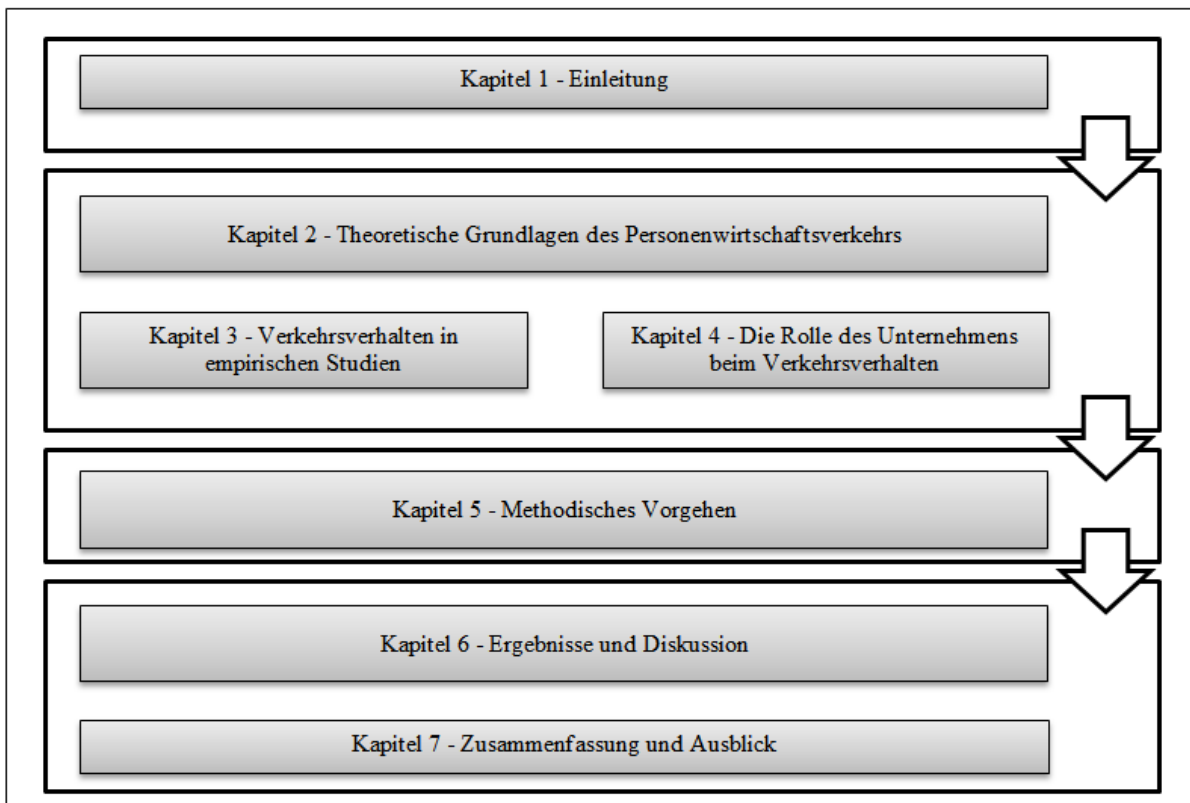 Kapitel 1 - Einleitung
Kapitel 2 - Theoretische Grundlagen des Personenwirtschaftsverkehrs
Kapitel 3 - Verkehrsverhalten in
empirischen Studien
Kapitel 4 - Die Rolle des Unternehmens
beim Verkehrsverhalten
Kapitel 5 - Methodisches Vorgehen
Kapitel 6 - Ergebnisse und Diskussion
Kapitel 7 - Zusammenfassung und Ausblick